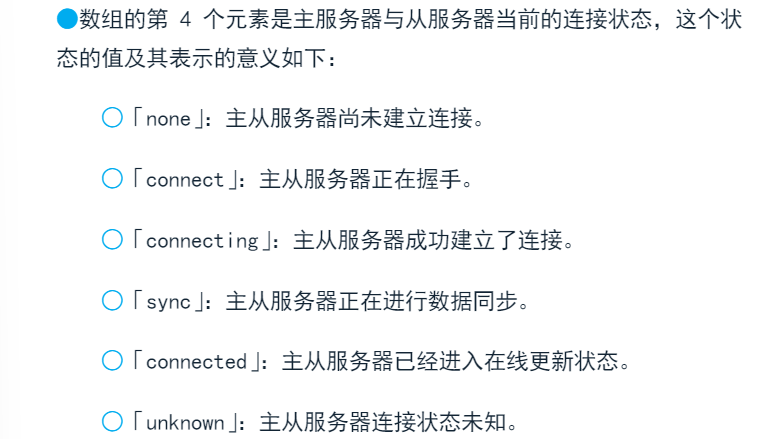 ●数组的第 4 个元素是主服务器与从服务器当前的连接状态，这个状
态的值及其表示的意义如下：
○「none」：主从服务器尚未建立连接。
○「connect」：主从服务器正在握手。
○「connecting」：主从服务器成功建立了连接。
○「sync」：主从服务器正在进行数据同步。
○「connected」：主从服务器已经进入在线更新状态。
○「unknown」：主从服务器连接状态未知。